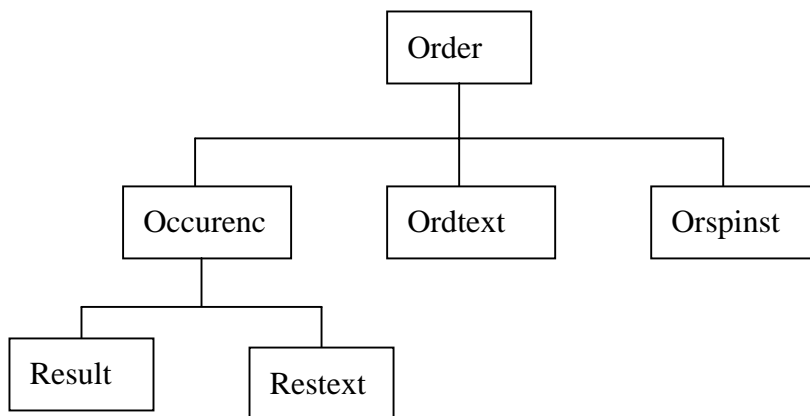 Order
Occurenc
Ordtext
Orspinst
Result
Restext